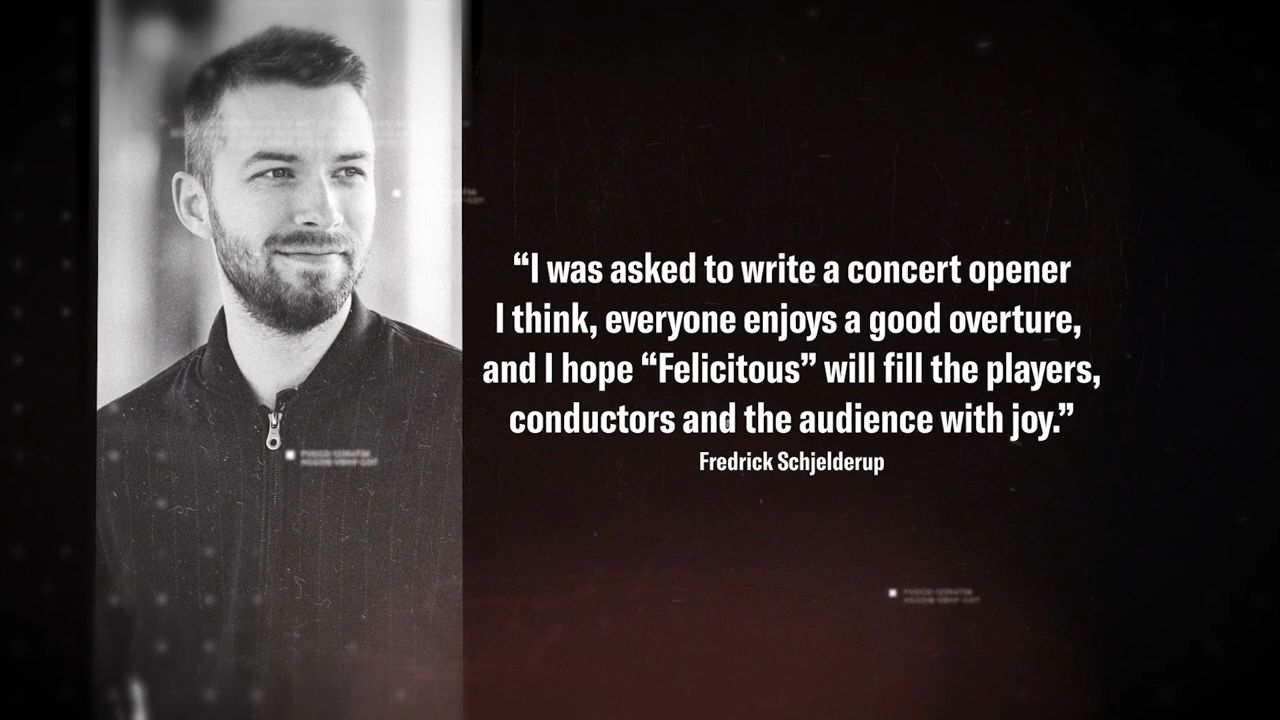 “I was asked to write a concert opener
I think, everyone enjoys a good overture,
and I hope “Felicitous” will fill the players,
conductors and the audience with joy.”
Fredrick Schjelderup